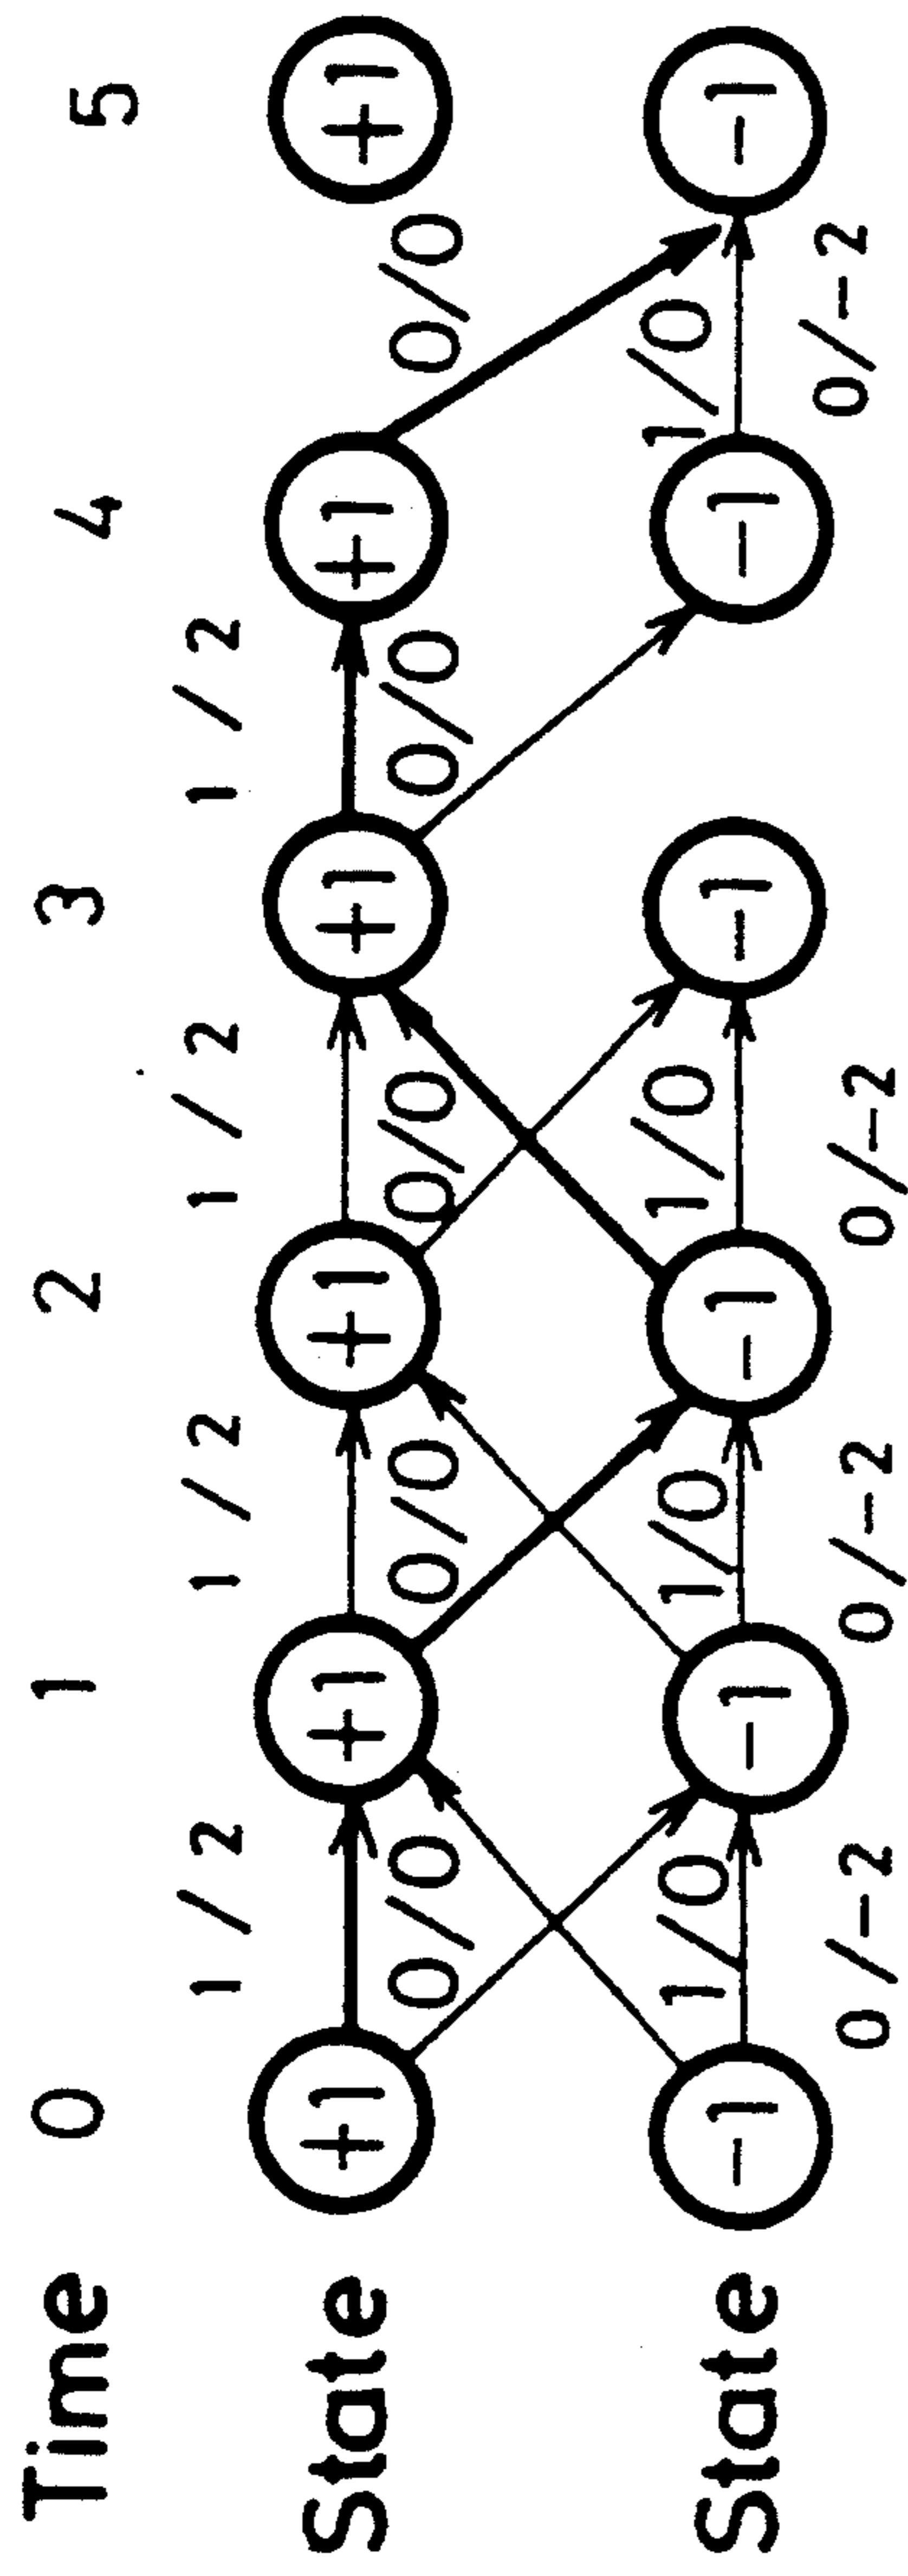 Time 0 1 2 3 4 5
1/2 1/2 1/2 1/2
State +1 +1 +1 +1 +1 +1
0/0 0/0 0/0 0/0 0/0
1/0 1/0 1/0 1/0
State -1 -1 -1 -1 -1 -1
0/-2 0/-2 0/-2 0/-2